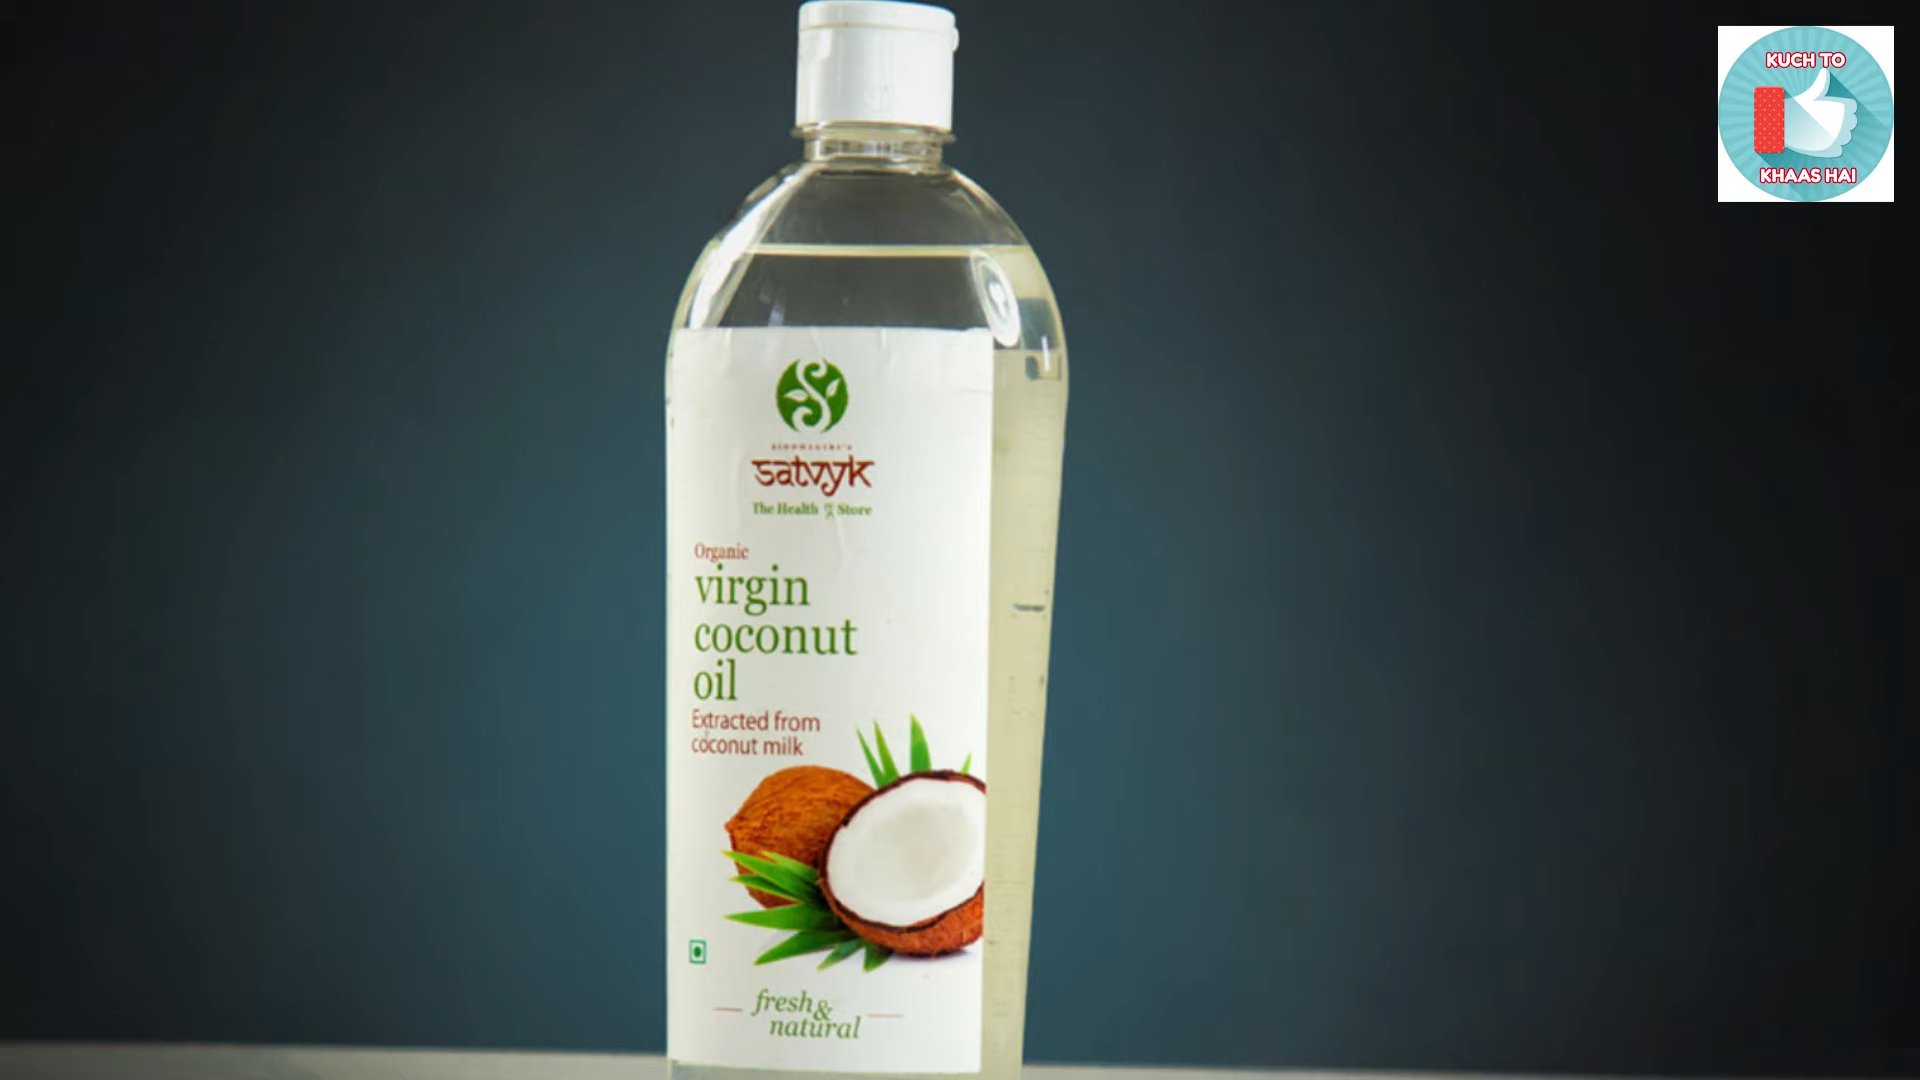 KUCH TO
KHAAS HAI
satvyk
The Health Store
Organic
virgin
coconut
oil
Extracted from
coconut milk
fresh &
natural